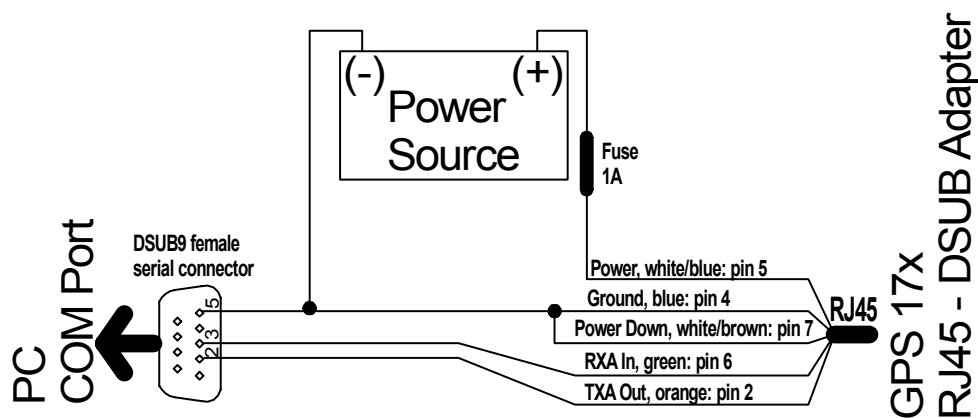 (-)
(+)
Power
Source
Fuse
1A
DSUB9 female
serial connector
5
3
2
PC
COM Port
Power, white/blue: pin 5
Ground, blue: pin 4
Power Down, white/brown: pin 7
RXA In, green: pin 6
TXA Out, orange: pin 2
RJ45
GPS 17x
RJ45 - DSUB Adapter